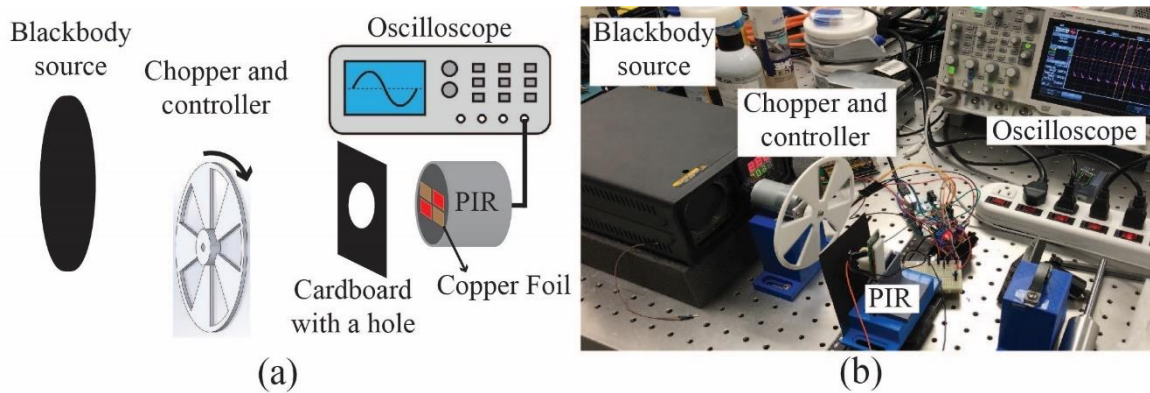 Blackbody
source
Chopper and
controller
Oscilloscope
PIR
Cardboard
with a hole
Copper Foil
(a)
Blackbody
source
Chopper and
controller
Oscilloscope
PIR
(b)